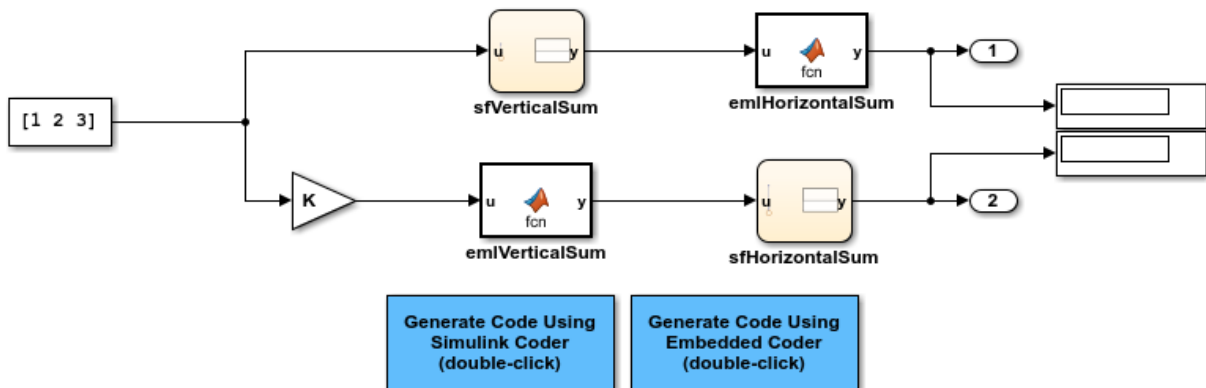 u y
sfVerticalSum
u y
fcn
emlHorizontalSum
1
[1 2 3]
K
u y
fcn
emlVerticalSum
u y
sfHorizontalSum
2
Generate Code Using
Simulink Coder
(double-click)
Generate Code Using
Embedded Coder
(double-click)